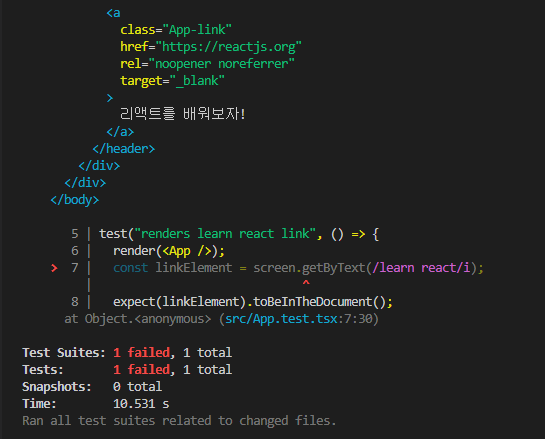 <a
class="App-link"
href="https://reactjs.org"
rel="noopener noreferrer"
target="_blank"
>
리액트를 배워보자!
</a>
</header>
</div>
</div>
</body>
5 | test("renders learn react link", () => {
6 |   render(<App />);
> 7 |   const linkElement = screen.getByText(/learn react/i);
|                              ^
8 |   expect(linkElement).toBeInTheDocument();
at Object.<anonymous> (src/App.test.tsx:7:30)
Test Suites: 1 failed, 1 total
Tests:       1 failed, 1 total
Snapshots:   0 total
Time:        10.531 s
Ran all test suites related to changed files.